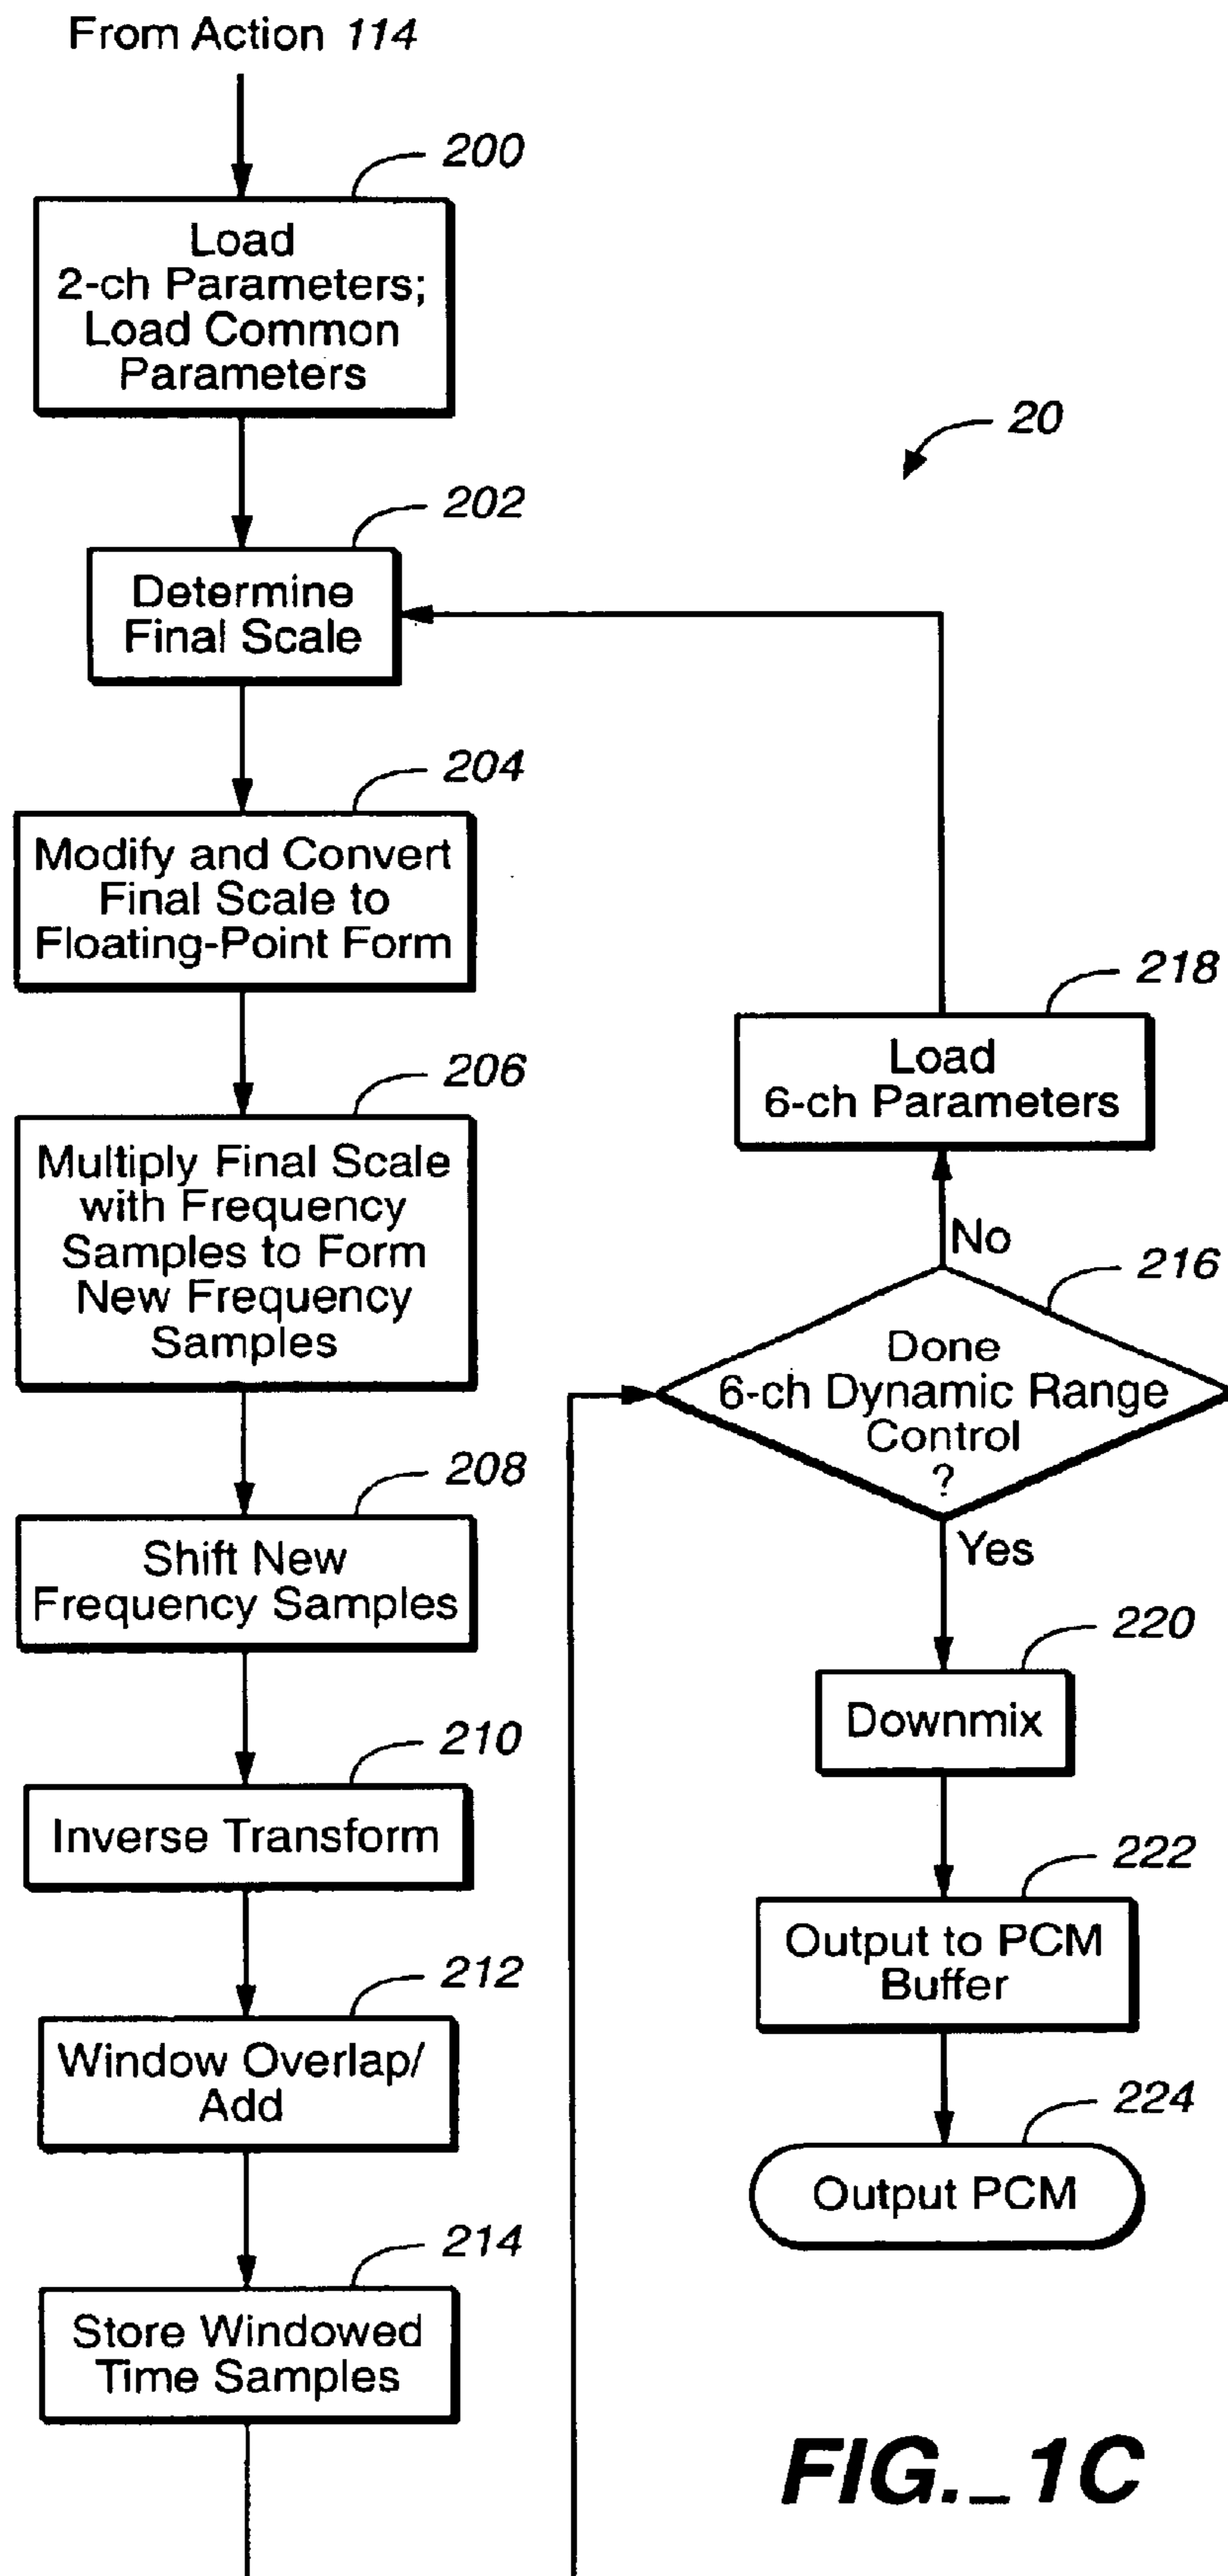 From Action 114
200
Load
2-ch Parameters;
Load Common
Parameters
20
202
Determine
Final Scale
204
Modify and Convert
Final Scale to
Floating-Point Form
206
Multiply Final Scale
with Frequency
Samples to Form
New Frequency
Samples
208
Shift New
Frequency Samples
210
Inverse Transform
212
Window Overlap/
Add
214
Store Windowed
Time Samples
218
Load
6-ch Parameters
No
216
Done
6-ch Dynamic Range
Control
?
Yes
220
Downmix
222
Output to PCM
Buffer
224
Output PCM
FIG._1C